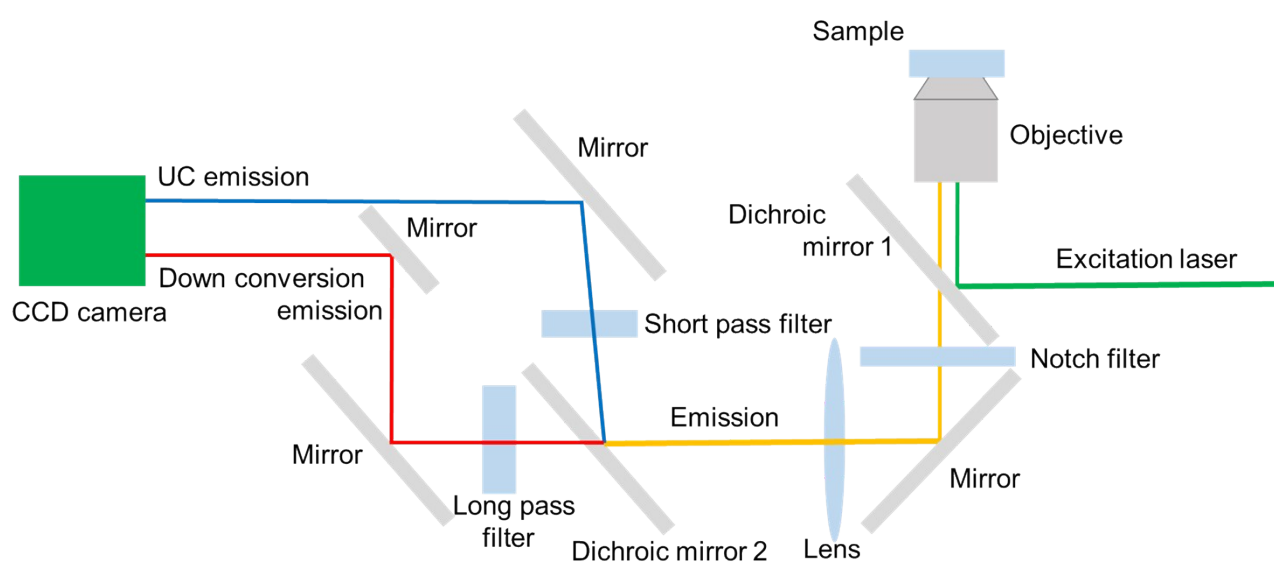 Sample
Objective
Mirror
UC emission
Mirror
Dichroic
mirror 1
Excitation laser
Down conversion
emission
CCD camera
Short pass filter
Notch filter
Emission
Mirror
Mirror
Long pass
filter
Dichroic mirror 2
Lens